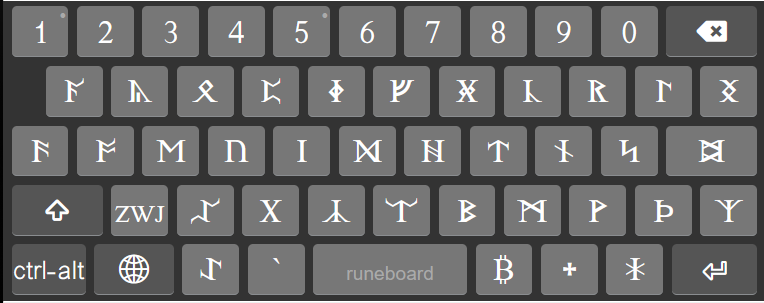 1 2 3 4 5 6 7 8 9 0
ᚩ ᚣ ᛟ ᛈ ᛄ ᚠ ᚸ ᚳ ᚱ ᛚ ᛝ
ᚫ ᚪ ᛖ ᚢ ᛁ ᛞ ᚻ ᛏ ᚾ ᛋ ᛥ
ZWJ ᛢ ᚷ ᛣ ᛠ ᛒ ᛗ ᚹ ᚦ ᛉ
ctrl-alt ᛇ ` runeboard ₿ ᛭ ᛡ